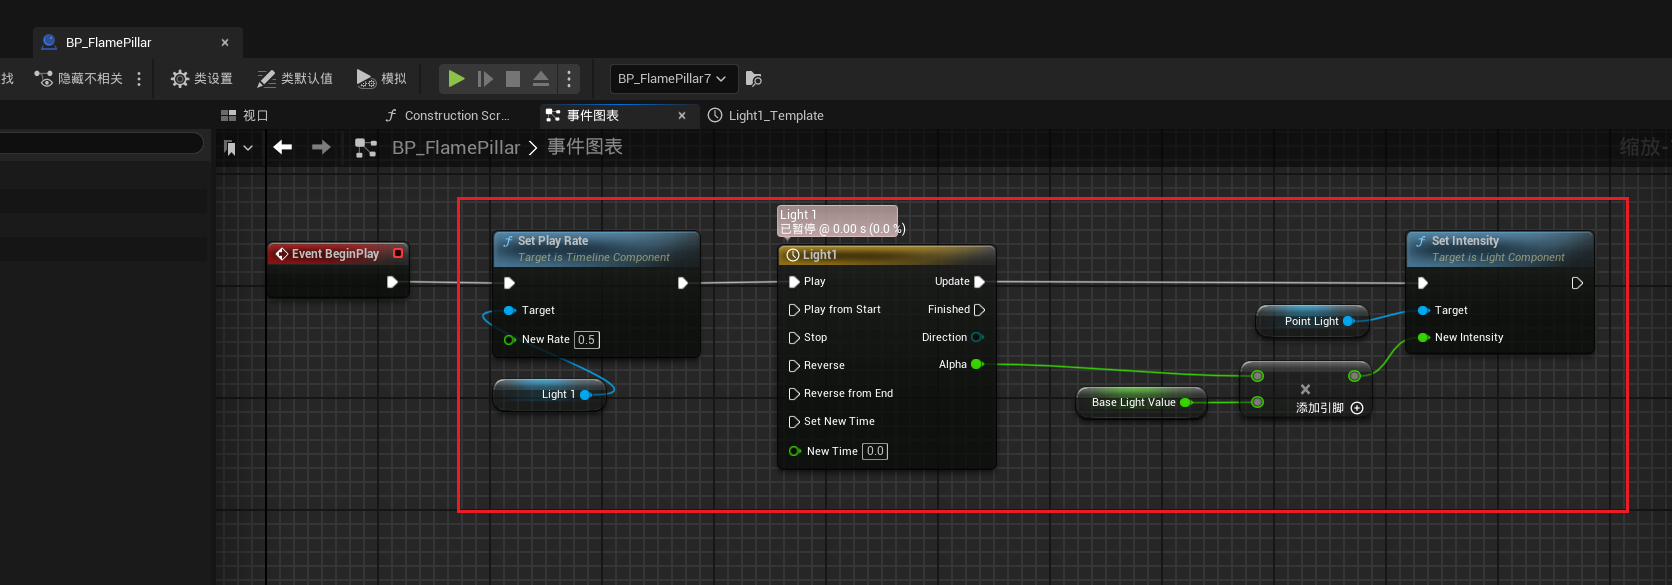 BP_FlamePillar
找
隐藏不相关
类设置
类默认值
模拟
BP_FlamePillar7
视口
Construction Scr...
事件图表
Light1_Template
BP_FlamePillar
事件图表
缩放-
Event BeginPlay
Set Play Rate
Target is Timeline Component
Target
New Rate 0.5
Light 1
Light 1
已暂停 @ 0.00 s (0.0 %)
Light1
Play
Update
Play from Start
Finished
Stop
Direction
Reverse
Alpha
Reverse from End
Set New Time
New Time 0.0
Base Light Value
添加引脚
Point Light
Set Intensity
Target is Light Component
Target
New Intensity